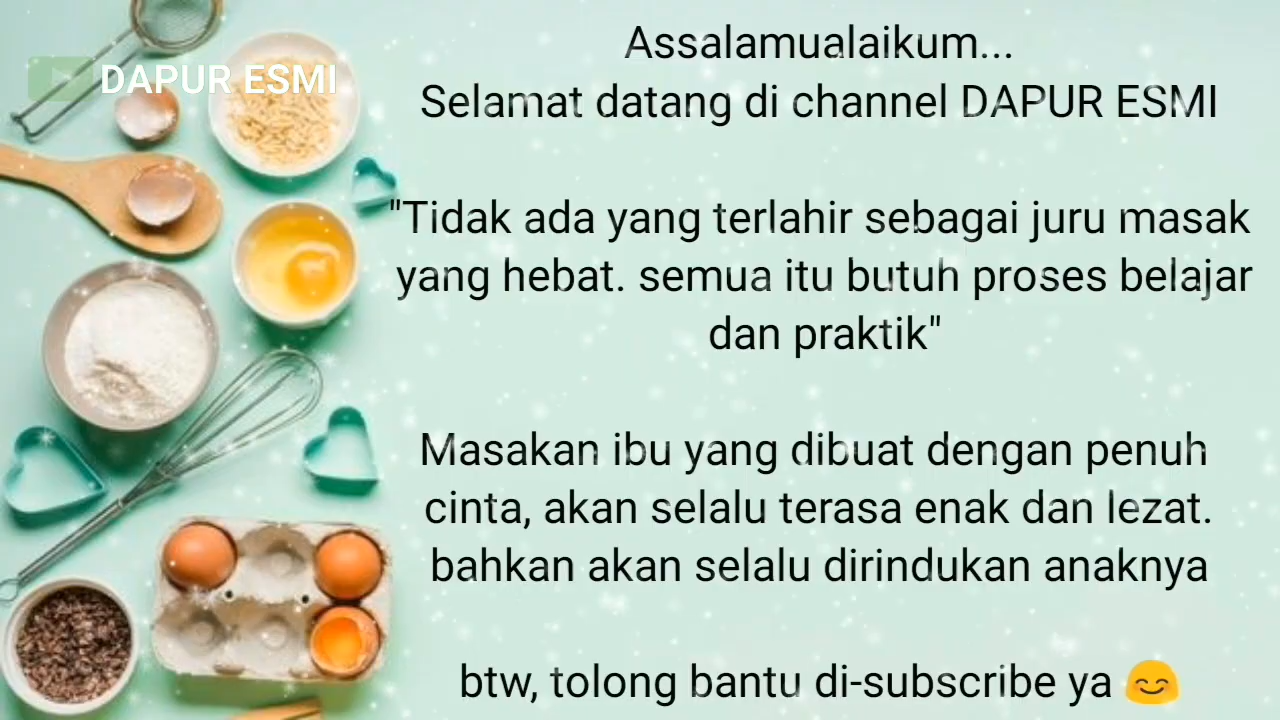 DAPUR ESMI
Assalamualaikum...
Selamat datang di channel DAPUR ESMI
"Tidak ada yang terlahir sebagai juru masak
yang hebat. semua itu butuh proses belajar
dan praktik"
Masakan ibu yang dibuat dengan penuh
cinta, akan selalu terasa enak dan lezat.
bahkan akan selalu dirindukan anaknya
btw, tolong bantu di-subscribe ya 😊